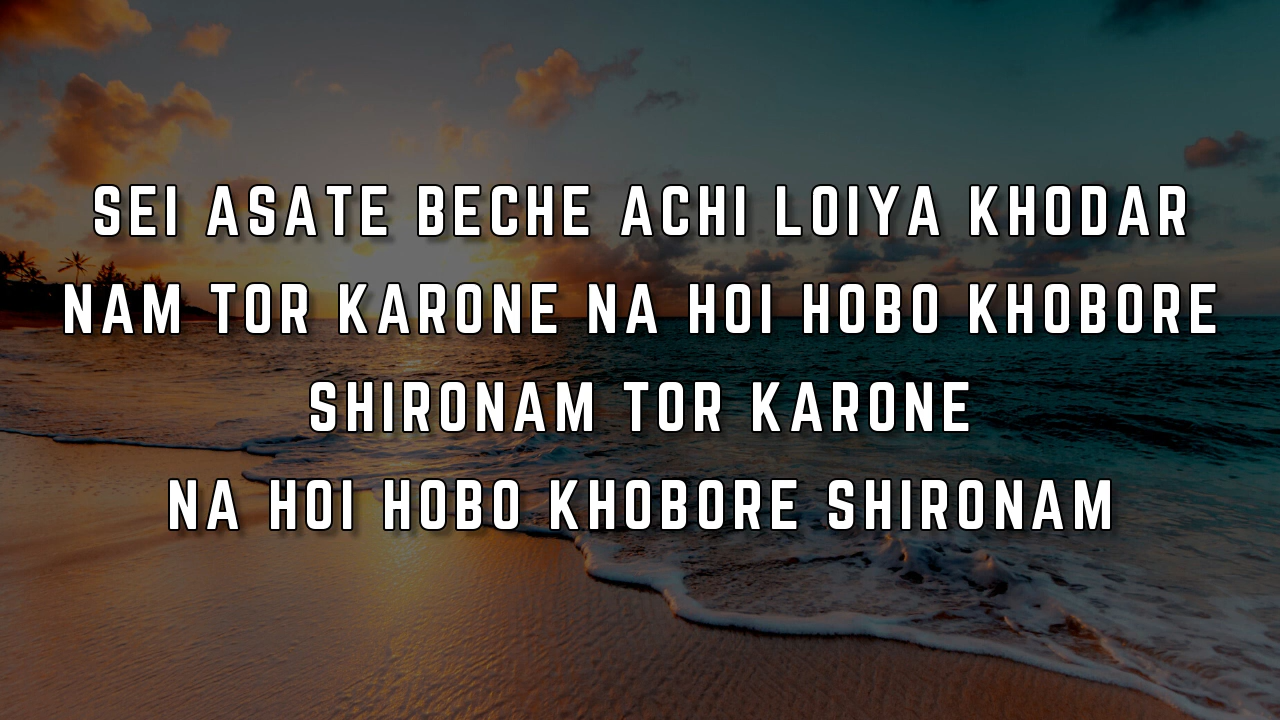 SEI ASATE BECHE ACHI LOIYA KHODAR
NAM TOR KARONE NA HOI HOBO KHOBORE
SHIRONAM TOR KARONE
NA HOI HOBO KHOBORE SHIRONAM